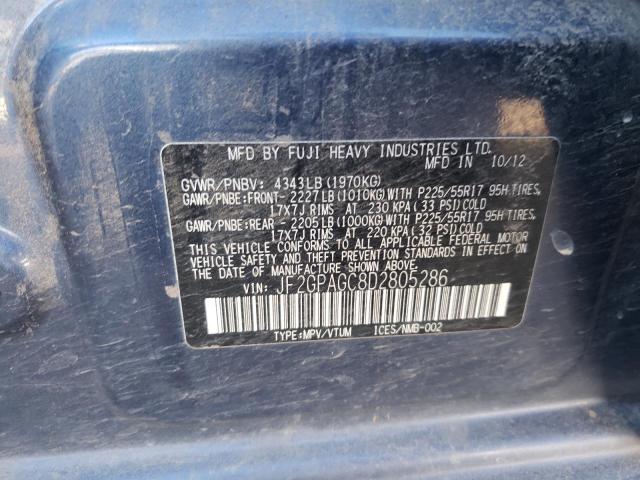 MFD BY FUJI HEAVY INDUSTRIES LTD.
MFD IN 10/12
GVWR/PNBV: 4343LB(1970KG)
GAWR/PNBE:FRONT- 2227LB(1010KG)WITH P225/55R17 95H TIRES,
17X7J RIMS AT 230 KPA(33 PSI)COLD
GAWR/PNBE:REAR - 2205LB(1000KG)WITH P225/55R17 95H TIRES,
17X7J RIMS AT 220 KPA(32 PSI)COLD
THIS VEHICLE CONFORMS TO ALL APPLICABLE FEDERAL MOTOR
VEHICLE SAFETY AND BUMPER STANDARDS IN EFFECT ON THE
DATE OF MANUFACTURE SHOWN ABOVE.
VIN: JF2GPAGC8D2805286
TYPE:MPV/VTUM ICES/NMB-002